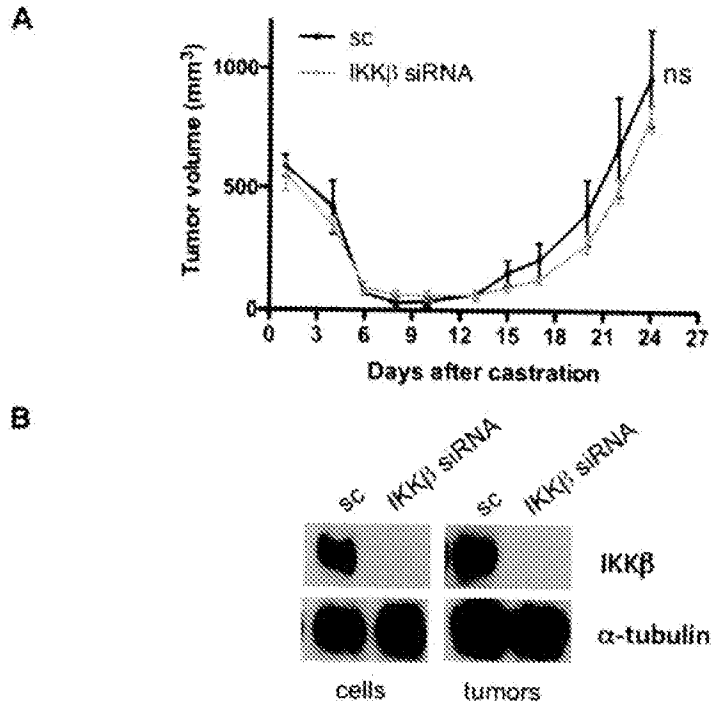 A
sc
IKKβ siRNA
ns
Tumor volume (mm³)
1000
500
0
0 3 6 9 12 15 18 21 24 27
Days after castration
B
sc IKKβ siRNA sc IKKβ siRNA
IKKβ
α-tubulin
cells tumors